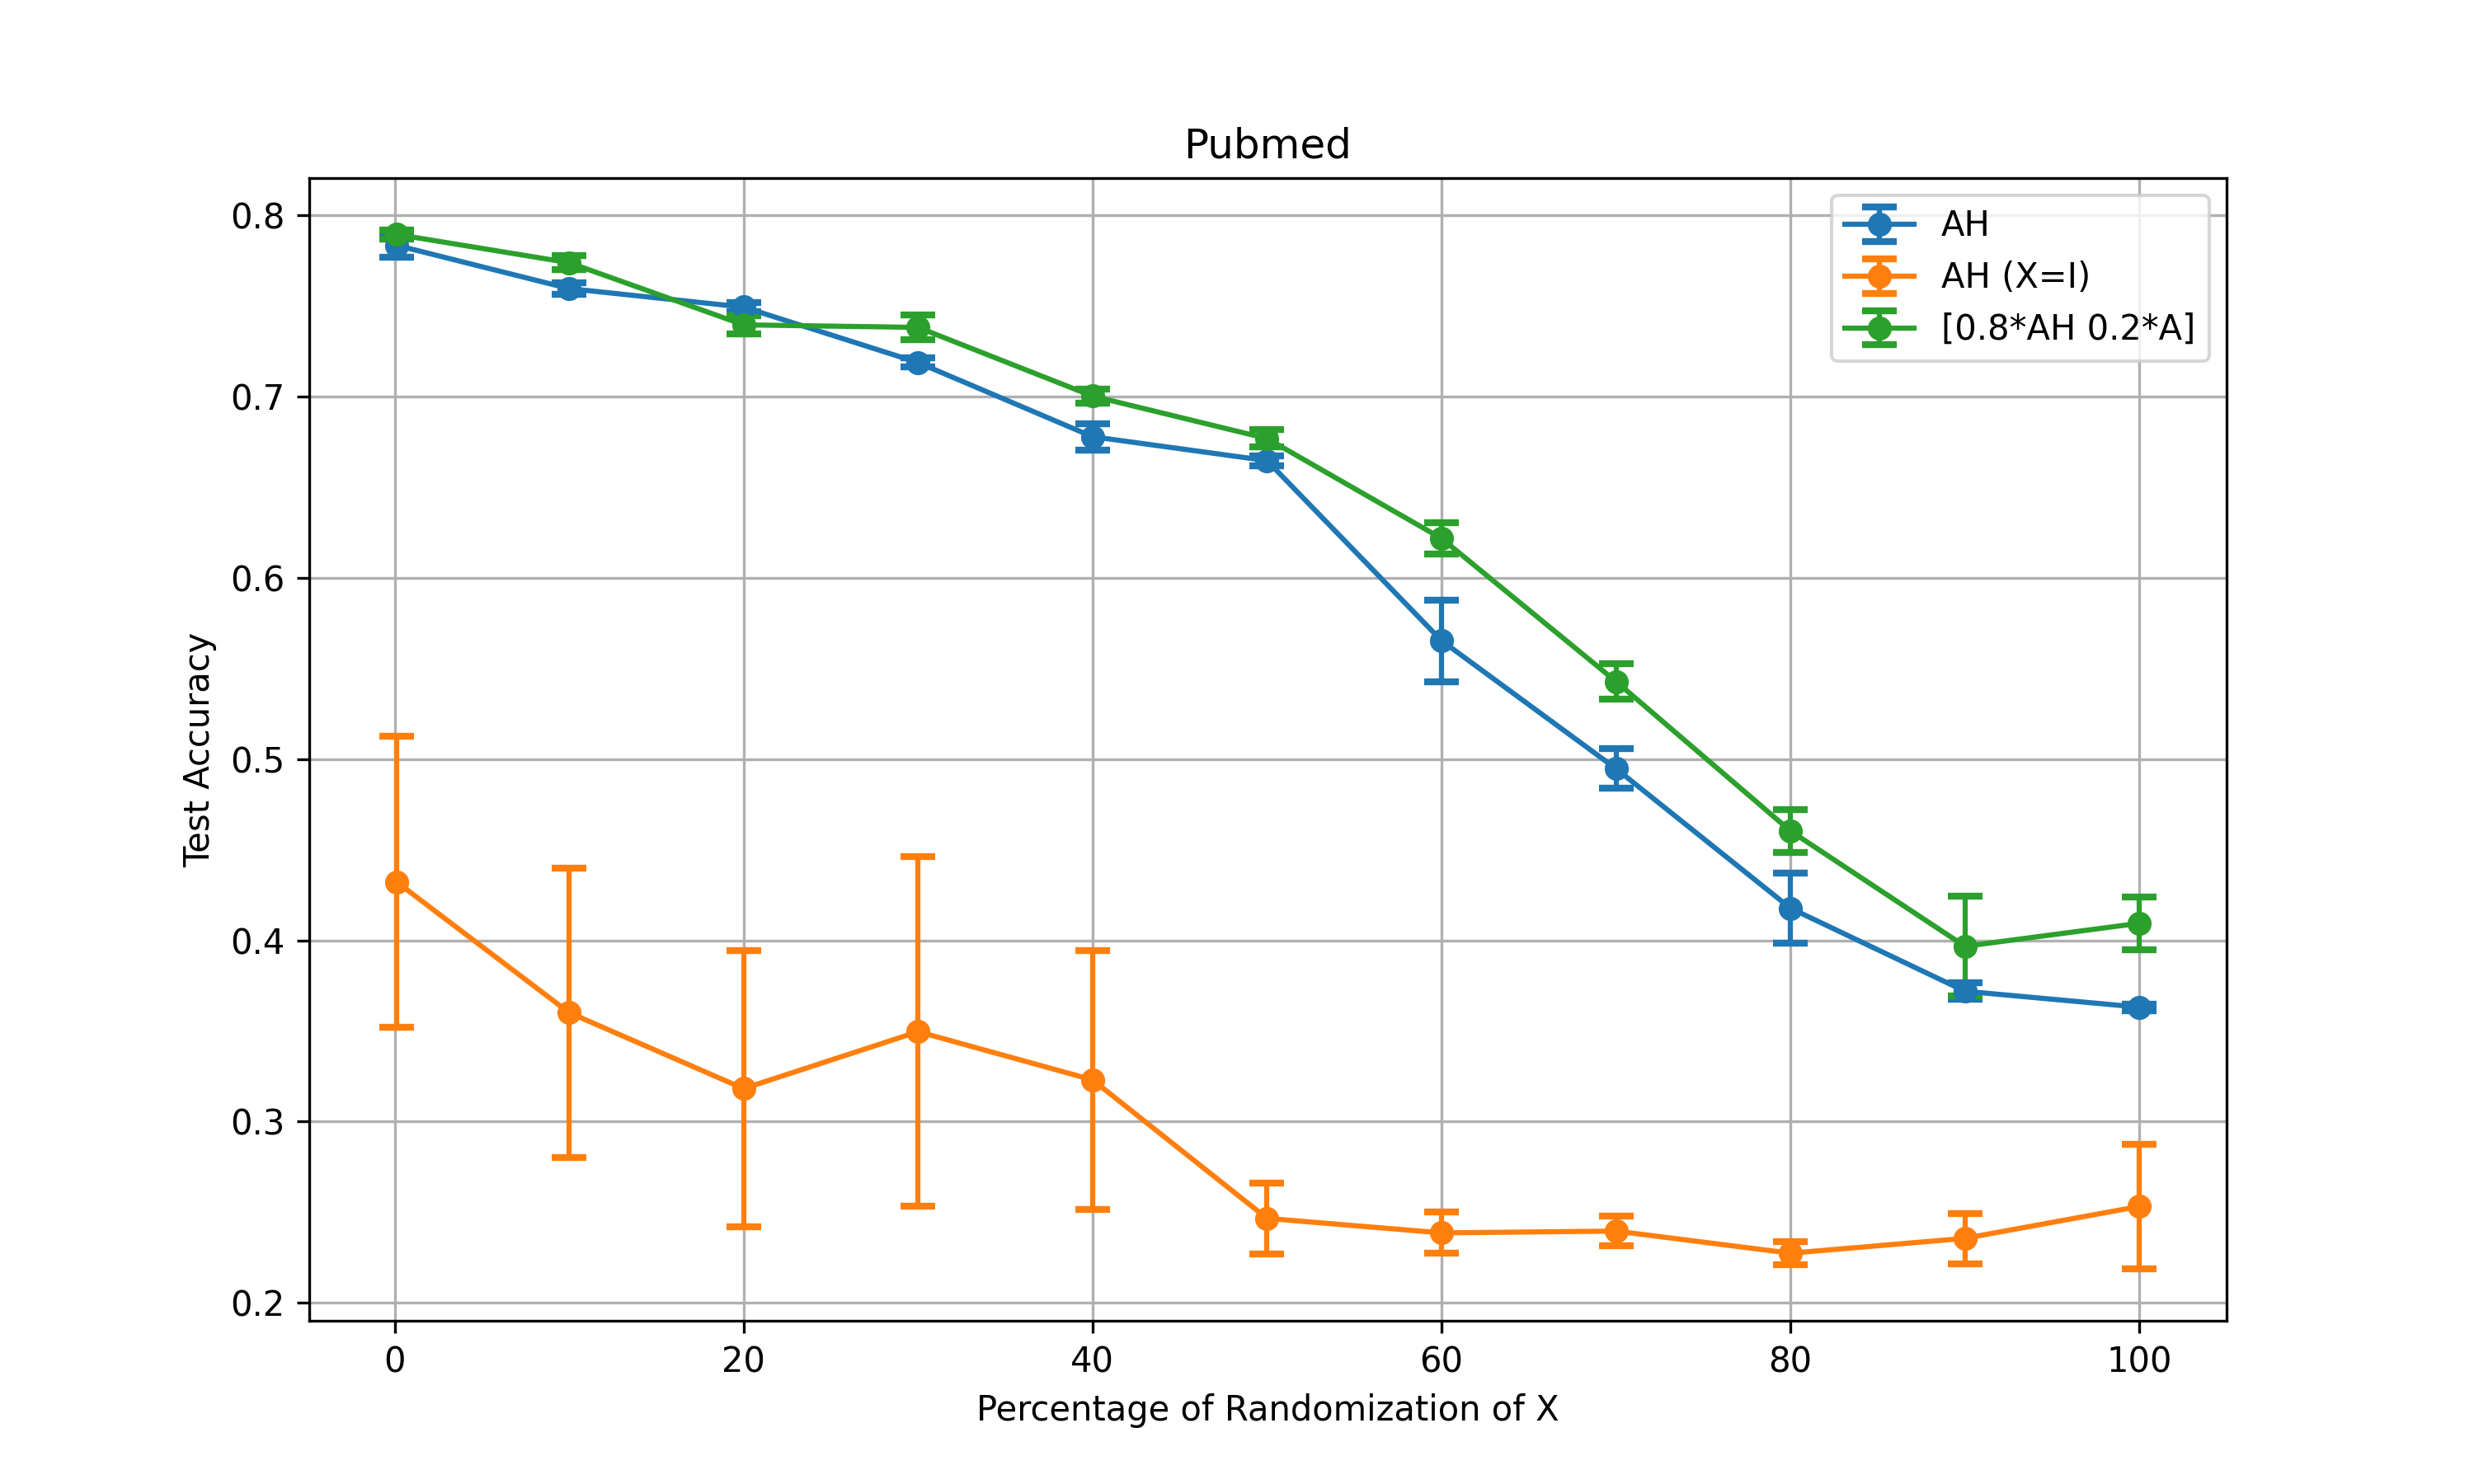 Pubmed
0.8
0.7
0.6
0.5
0.4
0.3
0.2
Test Accuracy
AH
AH (X=I)
[0.8*AH 0.2*A]
0 20 40 60 80 100
Percentage of Randomization of X